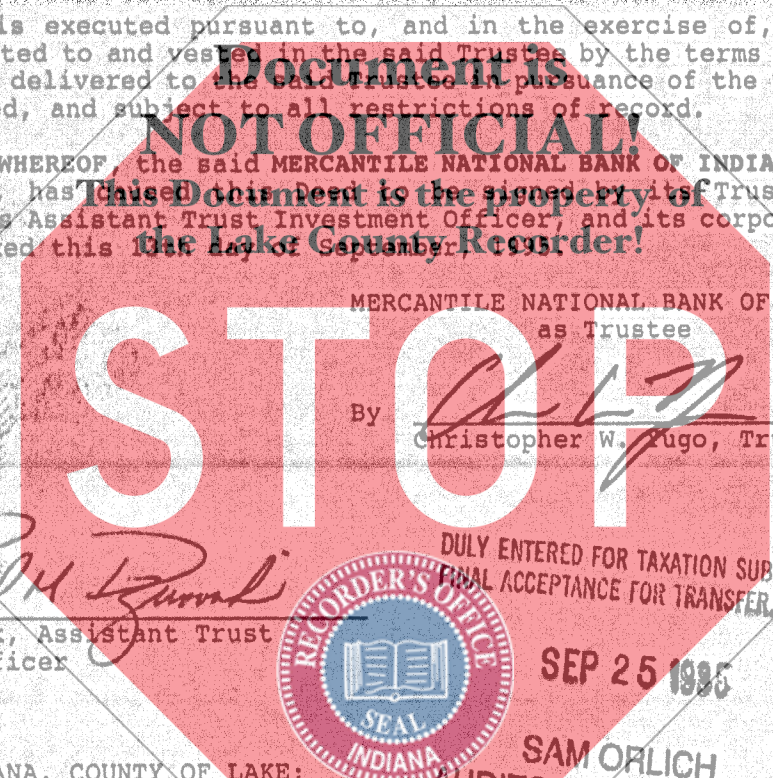 is executed pursuant to, and in the exercise of,
ted to and vested in the said Trustee by the terms
Document is
delivered to the said Trustee in pursuance of the
ed, and subject to all restrictions of record.
NOT OFFICIAL!
WHEREOF, the said MERCANTILE NATIONAL BANK OF INDIA
has caused this Deed to be signed by its Trus
This Document is the property of
s Assistant Trust Investment Officer, and its corpo
ed this 13th day of September, 1995.
the Lake County Recorder!
MERCANTILE NATIONAL BANK OF
as Trustee
STOP
By
Christopher W. Yugo, Tr
DULY ENTERED FOR TAXATION SUB
FINAL ACCEPTANCE FOR TRANSFER
, Assistant Trust
ficer
RECORDER'S OFFICE
SEAL
INDIANA
SEP 25 1995
SAM ORLICH
ANA, COUNTY OF LAKE: